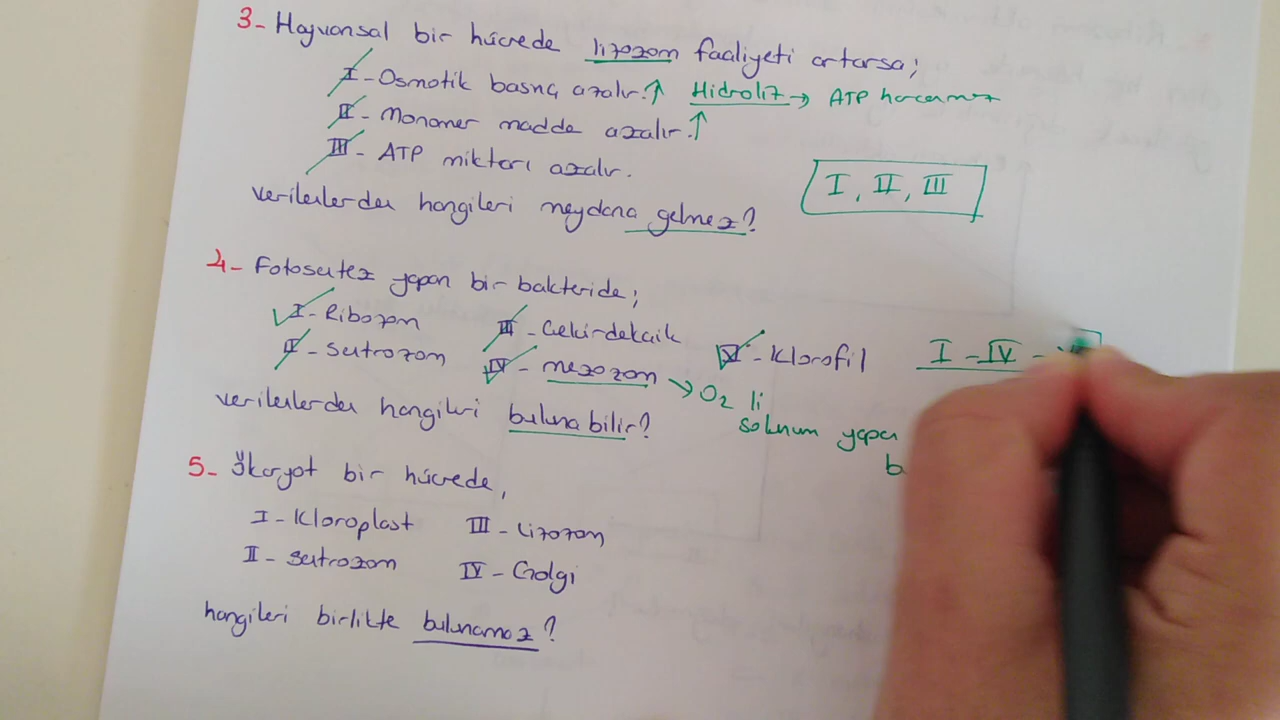 3- Hayvansal bir hücrede lizozom faaliyeti artarsa;
I - Osmotik basınç azalır. ↑ Hidroliz → ATP harcanmaz
II - Monomer madde azalır. ↑
III - ATP miktarı azalır.
I, II, III
verilenlerden hangileri meydana gelmez?
4- Fotosentez yapan bir bakteride;
I - Ribozom III - Çekirdekçik V - Klorofil I - IV -
II - Sentrozom IV - mezozom → O2 li
solunum yapan
verilenlerden hangileri bulunabilir?
5- Ökaryot bir hücrede,
I - Kloroplast III - Lizozom
II - Sentrozom IV - Golgi
hangileri birlikte bulunamaz?